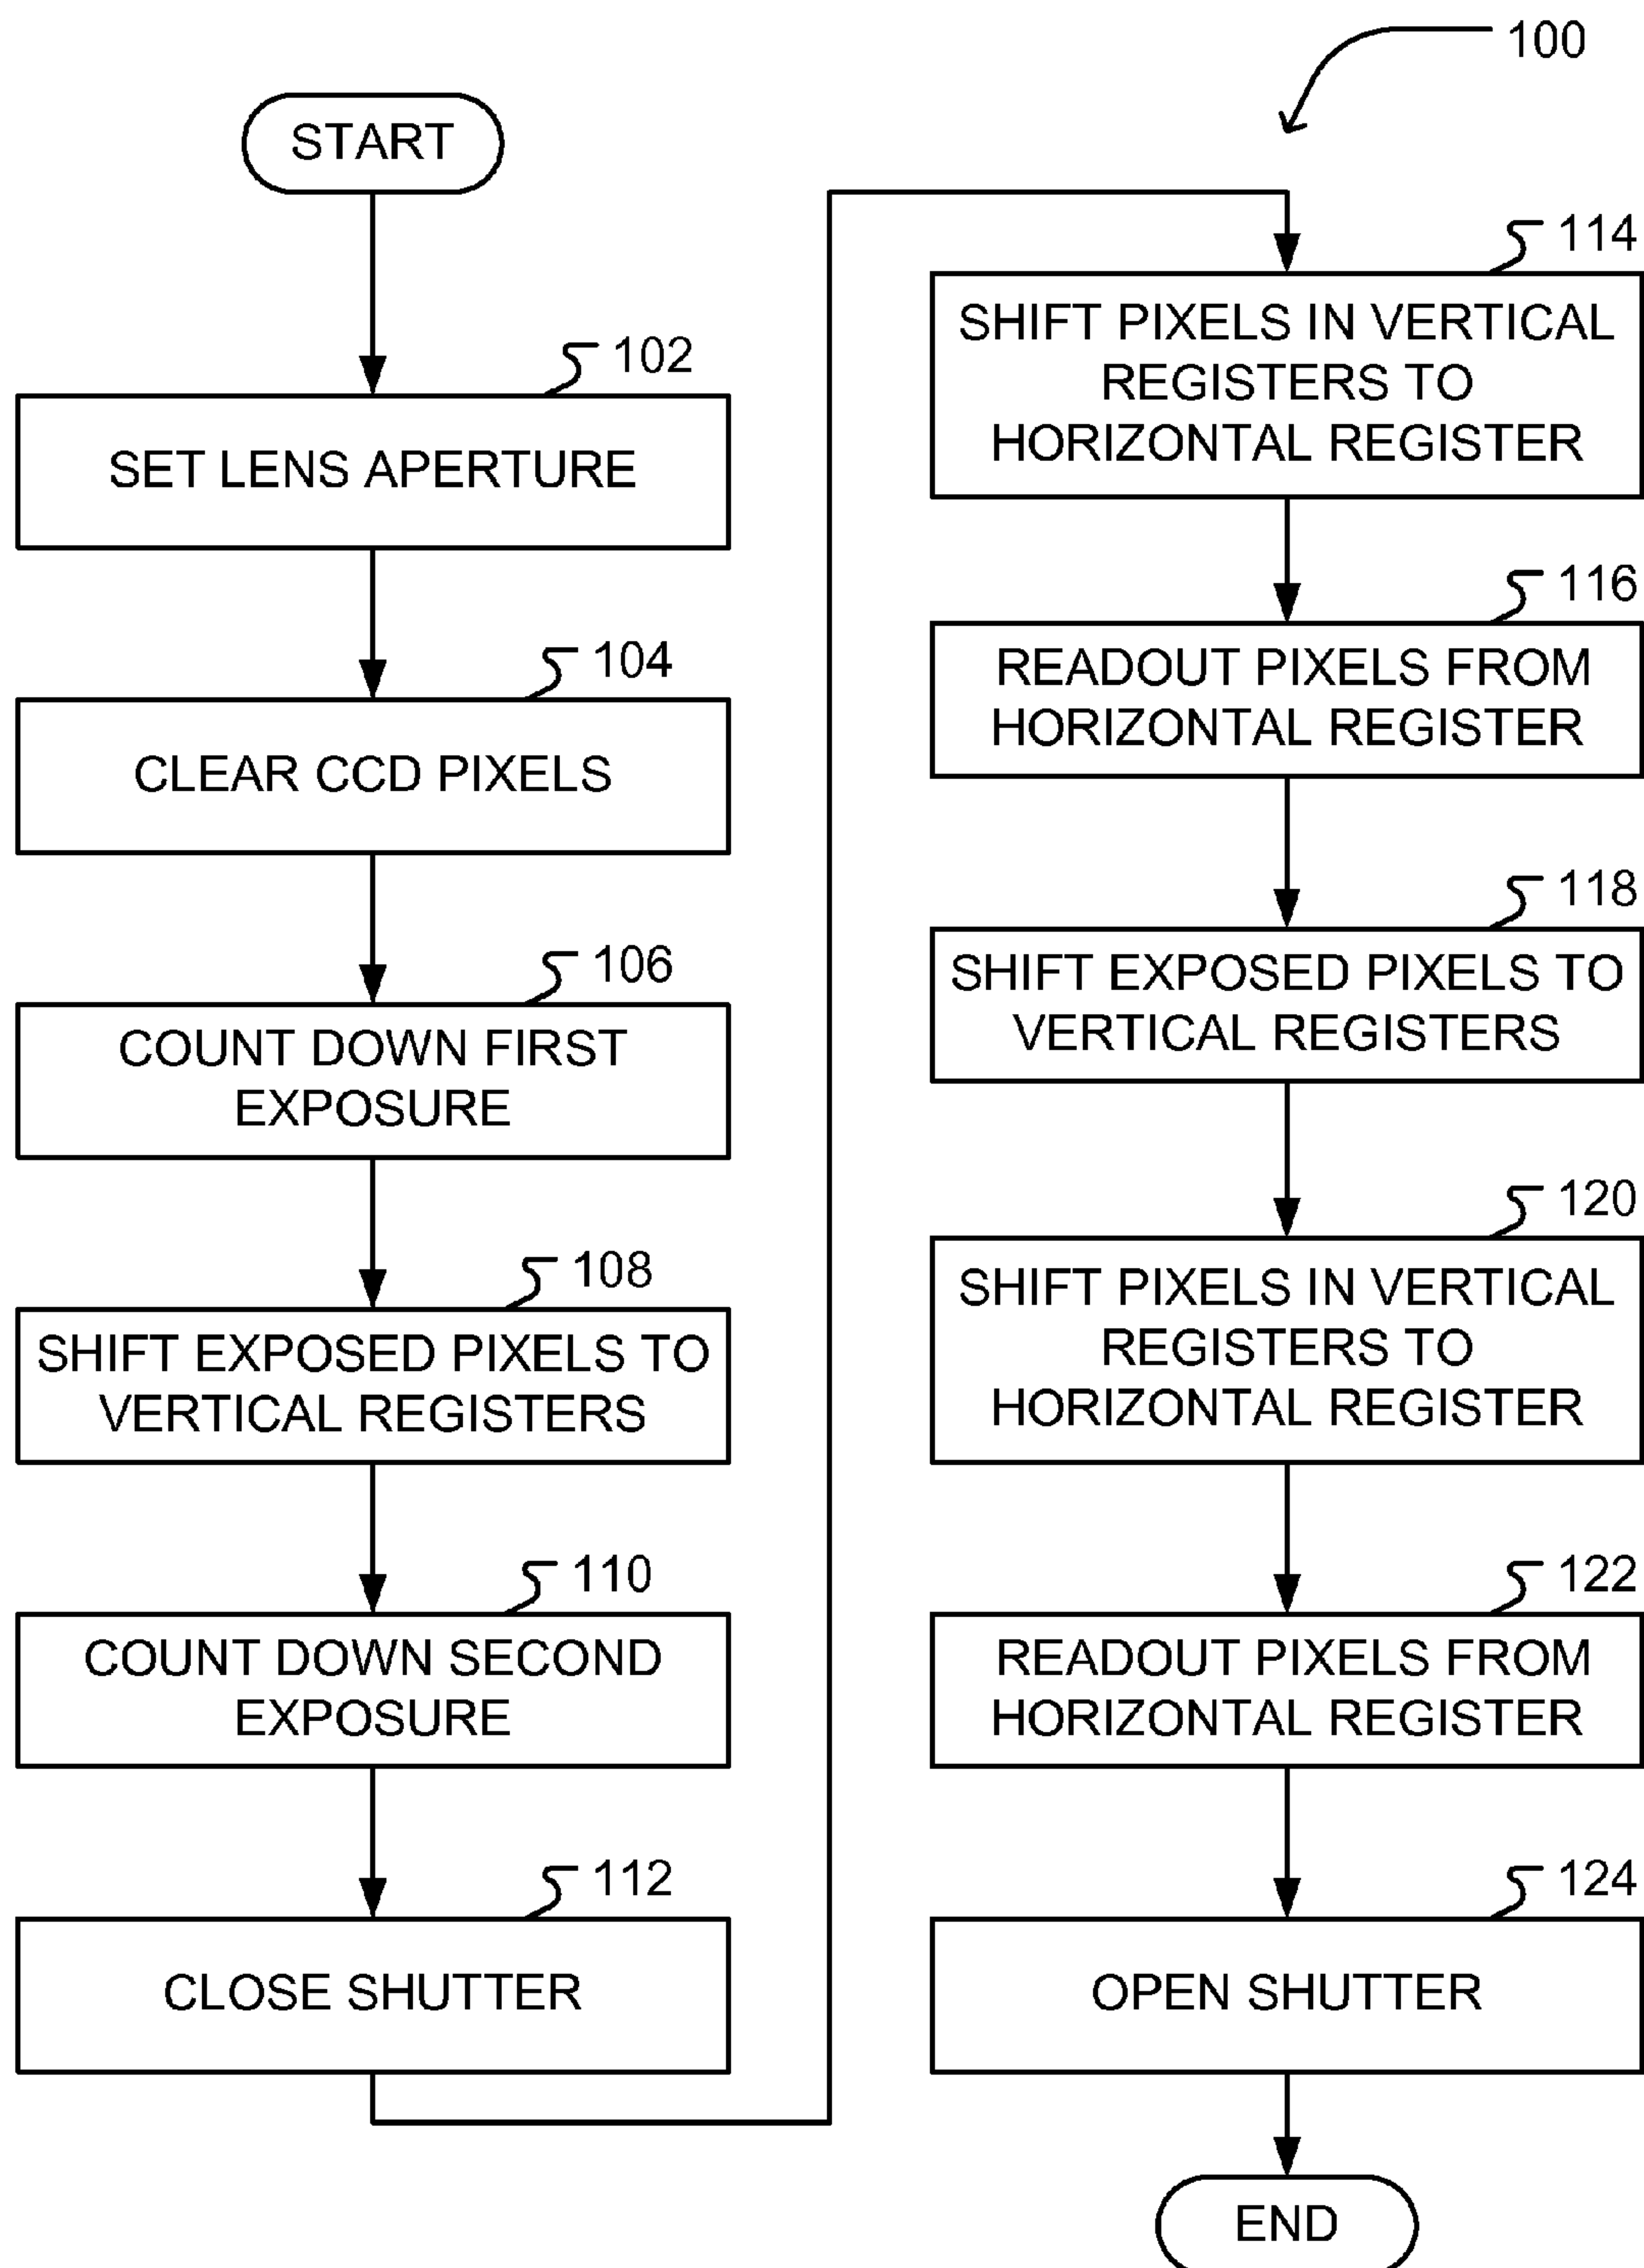 100
START
102
SET LENS APERTURE
104
CLEAR CCD PIXELS
106
COUNT DOWN FIRST
EXPOSURE
108
SHIFT EXPOSED PIXELS TO
VERTICAL REGISTERS
110
COUNT DOWN SECOND
EXPOSURE
112
CLOSE SHUTTER
114
SHIFT PIXELS IN VERTICAL
REGISTERS TO
HORIZONTAL REGISTER
116
READOUT PIXELS FROM
HORIZONTAL REGISTER
118
SHIFT EXPOSED PIXELS TO
VERTICAL REGISTERS
120
SHIFT PIXELS IN VERTICAL
REGISTERS TO
HORIZONTAL REGISTER
122
READOUT PIXELS FROM
HORIZONTAL REGISTER
124
OPEN SHUTTER
END